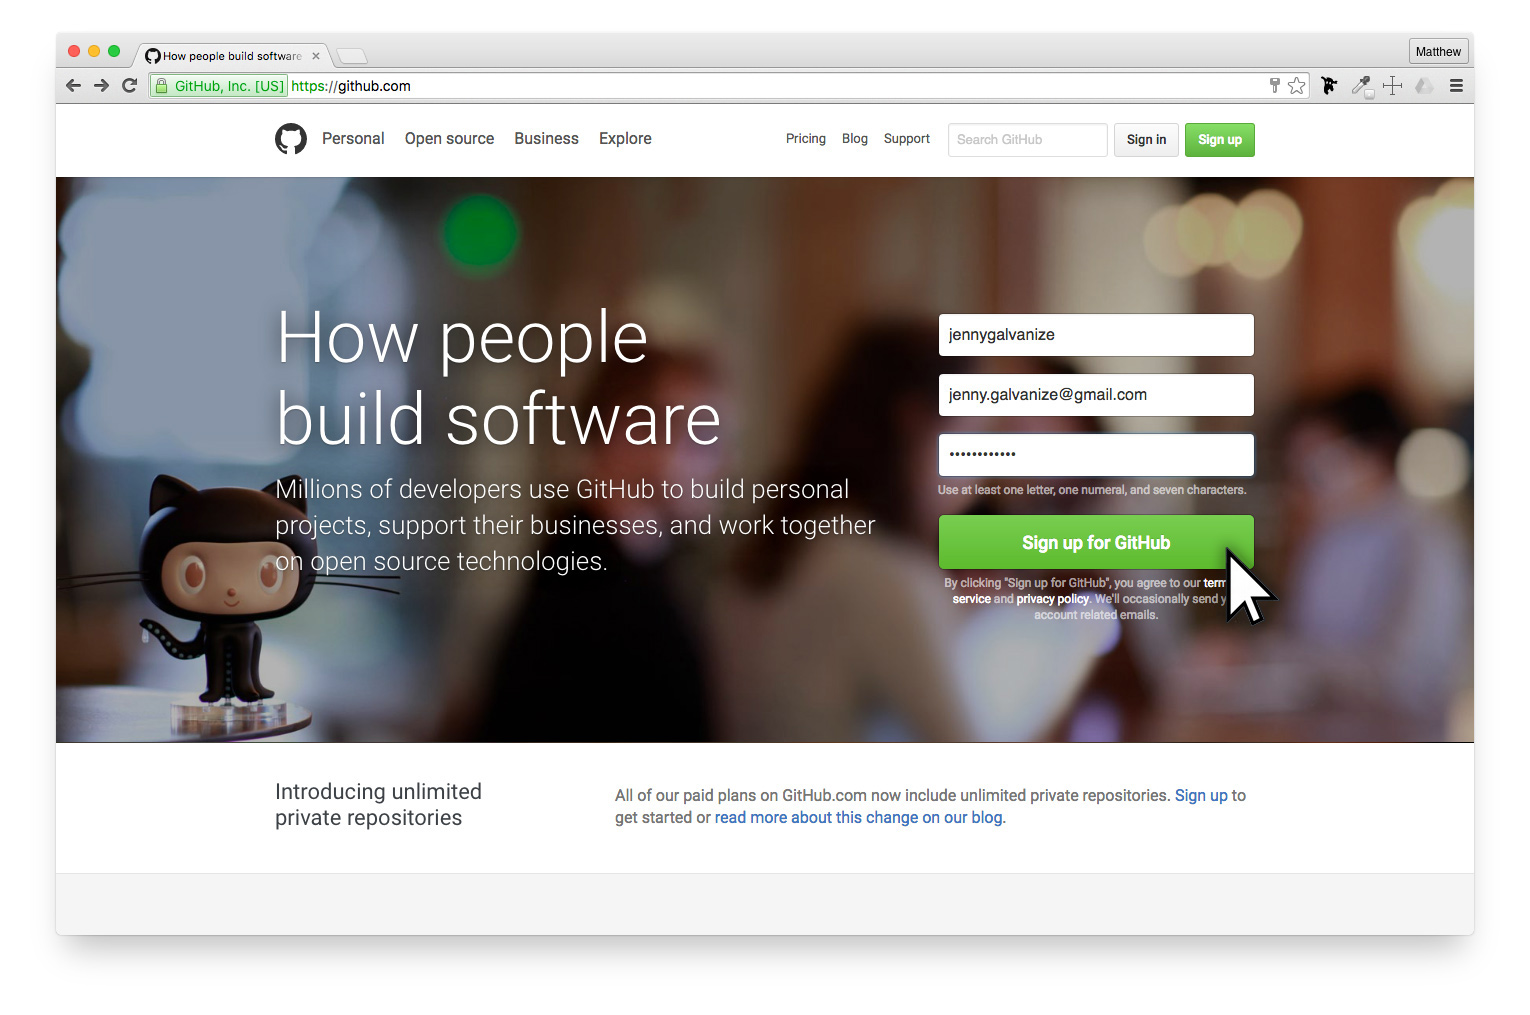 How people build software
Matthew
GitHub, Inc. [US] https://github.com
Personal Open source Business Explore Pricing Blog Support Search GitHub Sign in Sign up
How people
build software
Millions of developers use GitHub to build personal
projects, support their businesses, and work together
on open source technologies.
jennygalvanize
jenny.galvanize@gmail.com
••••••••••••
Use at least one letter, one numeral, and seven characters.
Sign up for GitHub
By clicking "Sign up for GitHub", you agree to our
service and privacy policy. We'll occasionally send
account related emails.
Introducing unlimited
private repositories
All of our paid plans on GitHub.com now include unlimited private repositories. Sign up to
get started or read more about this change on our blog.